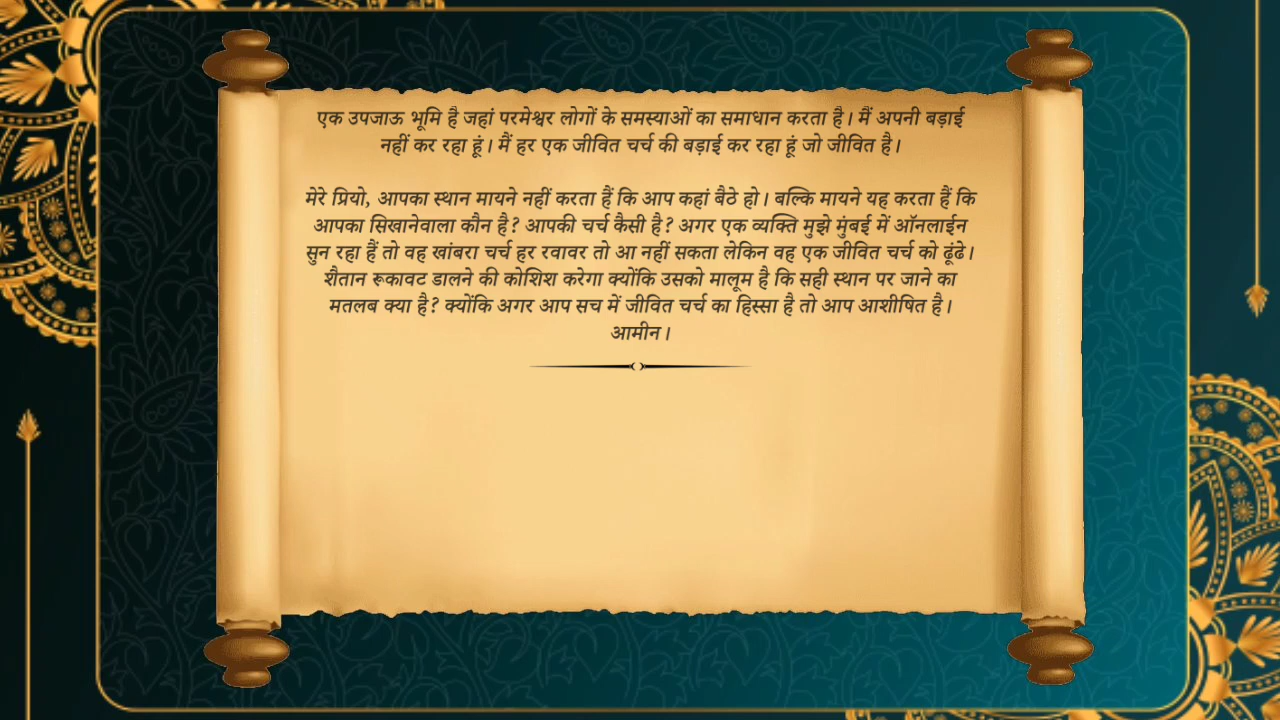 एक उपजाऊ भूमि है जहां परमेश्वर लोगों के समस्याओं का समाधान करता है। मैं अपनी बड़ाई
नहीं कर रहा हूं। मैं हर एक जीवित चर्च की बड़ाई कर रहा हूं जो जीवित है।
मेरे प्रियो, आपका स्थान मायने नहीं करता हैं कि आप कहां बैठे हो। बल्कि मायने यह करता हैं कि
आपका सिखानेवाला कौन है? आपकी चर्च कैसी है? अगर एक व्यक्ति मुझे मुंबई में ऑनलाईन
सुन रहा हैं तो वह खांबरा चर्च हर रवावर तो आ नहीं सकता लेकिन वह एक जीवित चर्च को ढूंढे।
शैतान रूकावट डालने की कोशिश करेगा क्योंकि उसको मालूम है कि सही स्थान पर जाने का
मतलब क्या है? क्योंकि अगर आप सच में जीवित चर्च का हिस्सा है तो आप आशीषित है।
आमीन।